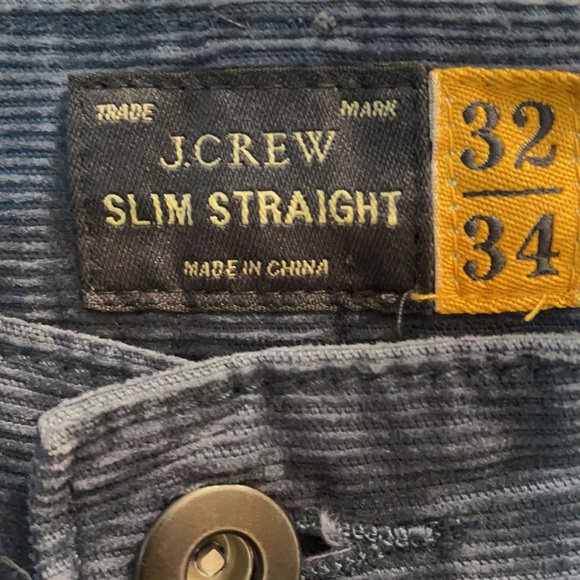 TRADE MARK
J.CREW
SLIM STRAIGHT
MADE IN CHINA
32
34